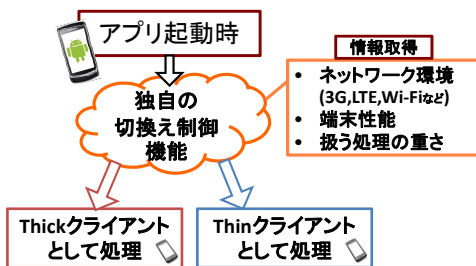 アプリ起動時
情報取得
• ネットワーク環境
(3G,LTE,Wi-Fiなど)
• 端末性能
• 扱う処理の重さ
独自の
切換え制御
機能
Thickクライアント
として処理
Thinクライアント
として処理